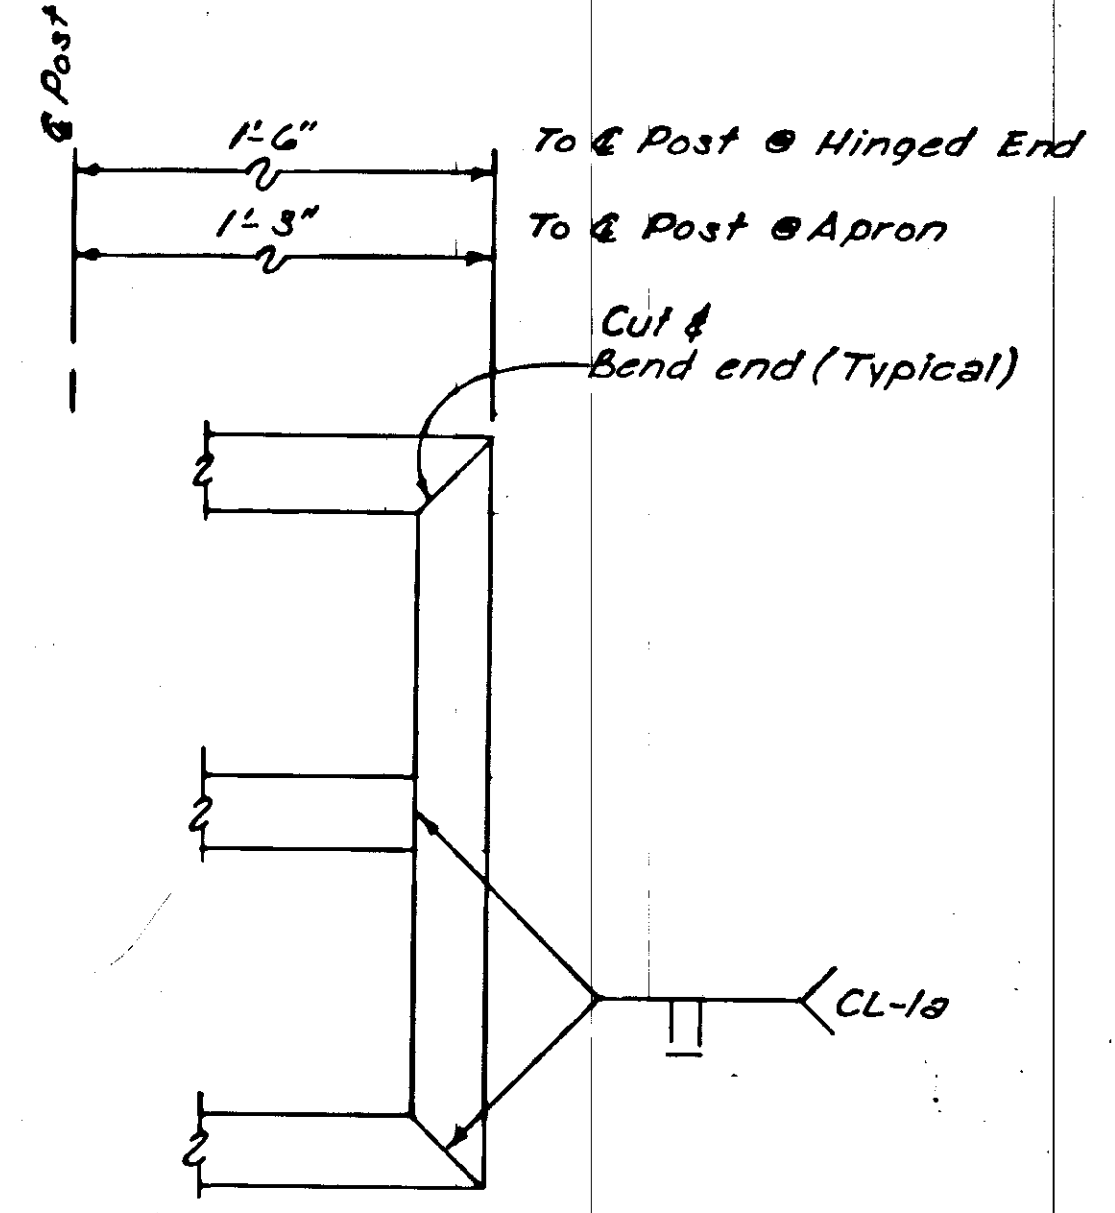 ℄ Post
1'-6"
To ℄ Post @ Hinged End
1'-3"
To ℄ Post @ Apron
Cut &
Bend end (Typical)
CL-1a